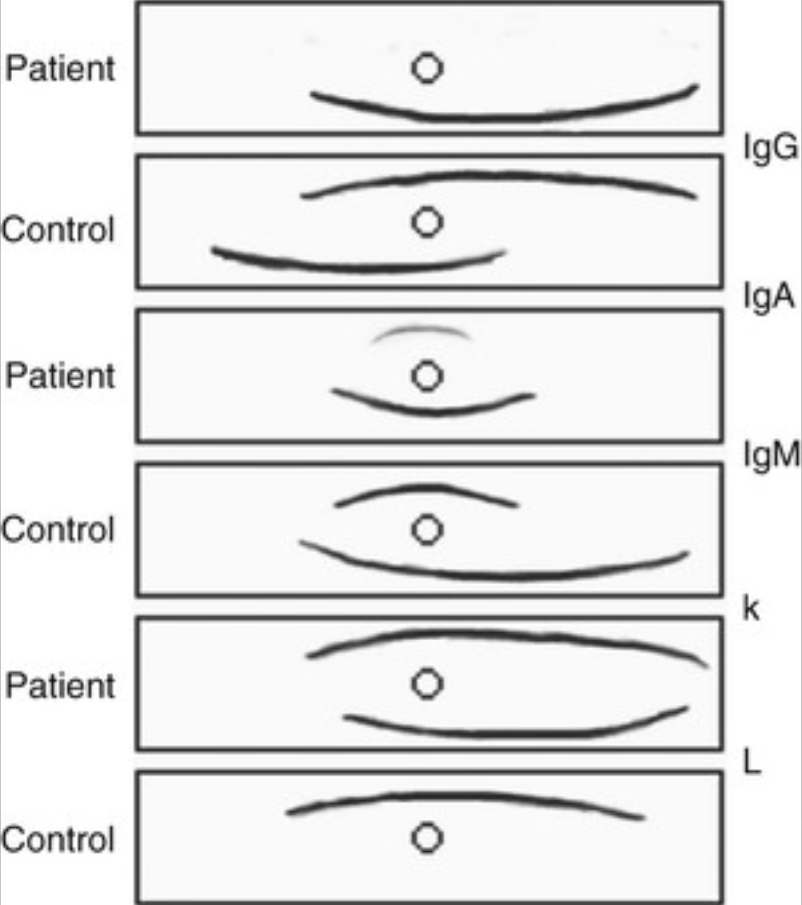 Patient
IgG
Control
IgA
Patient
IgM
Control
k
Patient
L
Control